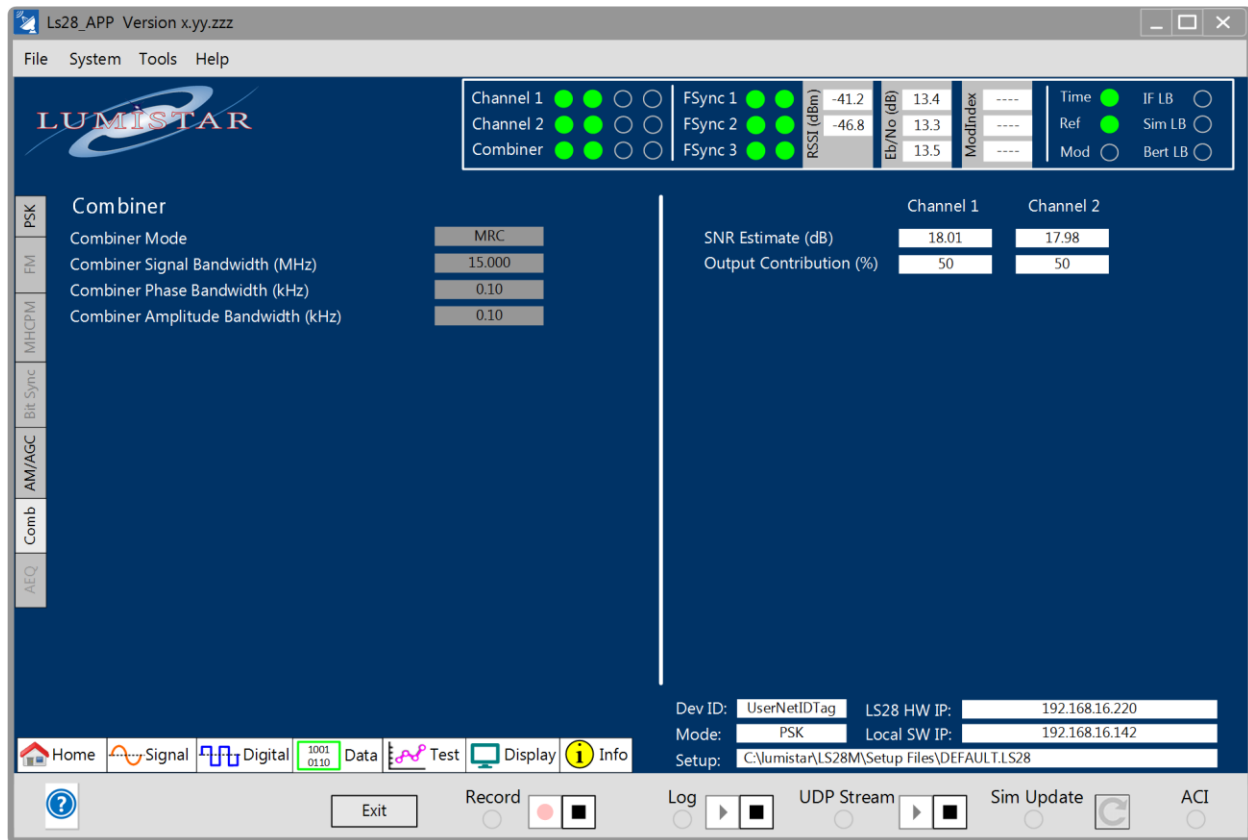 Ls28_APP Version x.yy.zzz
File System Tools Help
LUMISTAR
Channel 1 FSync 1 RSSI (dBm) -41.2 Eb/No (dB) 13.4 ModIndex ---- Time IF LB
Channel 2 FSync 2 -46.8 13.3 ---- Ref Sim LB
Combiner FSync 3 13.5 ---- Mod Bert LB
PSK
FM
MHCPM
Bit Sync
AM/AGC
Comb
AEQ
Combiner
Combiner Mode MRC
Combiner Signal Bandwidth (MHz) 15.000
Combiner Phase Bandwidth (kHz) 0.10
Combiner Amplitude Bandwidth (kHz) 0.10
Channel 1 Channel 2
SNR Estimate (dB) 18.01 17.98
Output Contribution (%) 50 50
Dev ID: UserNetIDTag LS28 HW IP: 192.168.16.220
Mode: PSK Local SW IP: 192.168.16.142
Setup: C:\lumistar\LS28M\Setup Files\DEFAULT.LS28
Home Signal Digital 1001 0110 Data Test Display i Info
? Exit Record Log UDP Stream Sim Update ACI